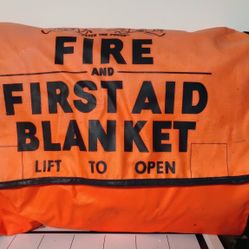 FIRE
AND
FIRST AID
BLANKET
LIFT TO OPEN